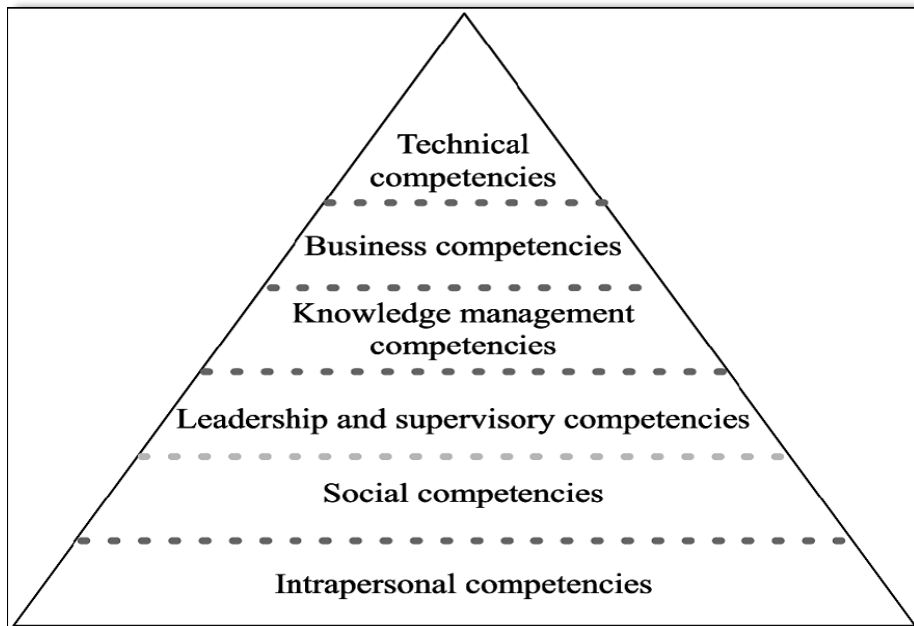 Technical
competencies
Business competencies
Knowledge management
competencies
Leadership and supervisory competencies
Social competencies
Intrapersonal competencies